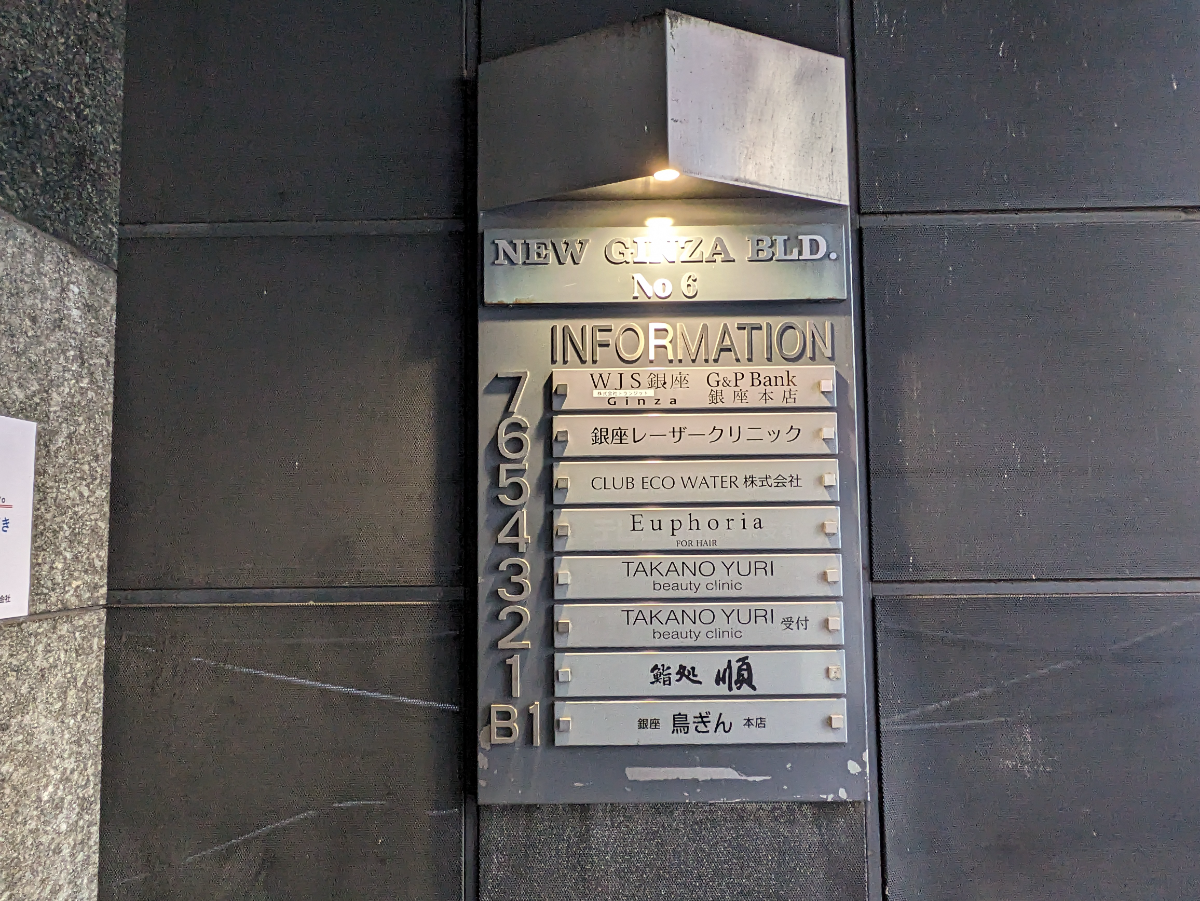 NEW GINZA BLD.
No 6
INFORMATION
7 WJS銀座 G&P Bank
Ginza 銀座本店
6 銀座レーザークリニック
5 CLUB ECO WATER 株式会社
4 Euphoria
FOR HAIR
3 TAKANO YURI
beauty clinic
2 TAKANO YURI 受付
beauty clinic
1 鮨処 順
B1 銀座 鳥ぎん 本店
き
会社